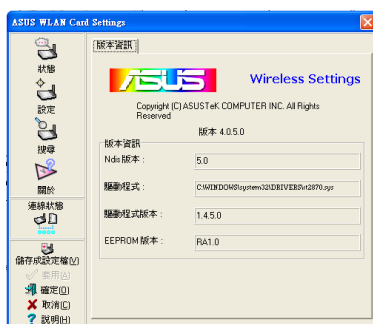 ASUS WLAN Card Settings
狀態
設定
搜尋
關於
連線狀態
儲存成設定檔(V)
套用(A)
確定(O)
取消(C)
說明(H)
版本資訊
ASUS
Wireless Settings
Copyright (C) ASUSTeK COMPUTER INC. All Rights
Reserved
版本 4.0.5.0
版本資訊
Ndis 版本 : 5.0
驅動程式 : C:\WINDOWS\system32\DRIVERS\rt2870.sys
驅動程式版本 : 1.4.5.0
EEPROM 版本 : RA1.0